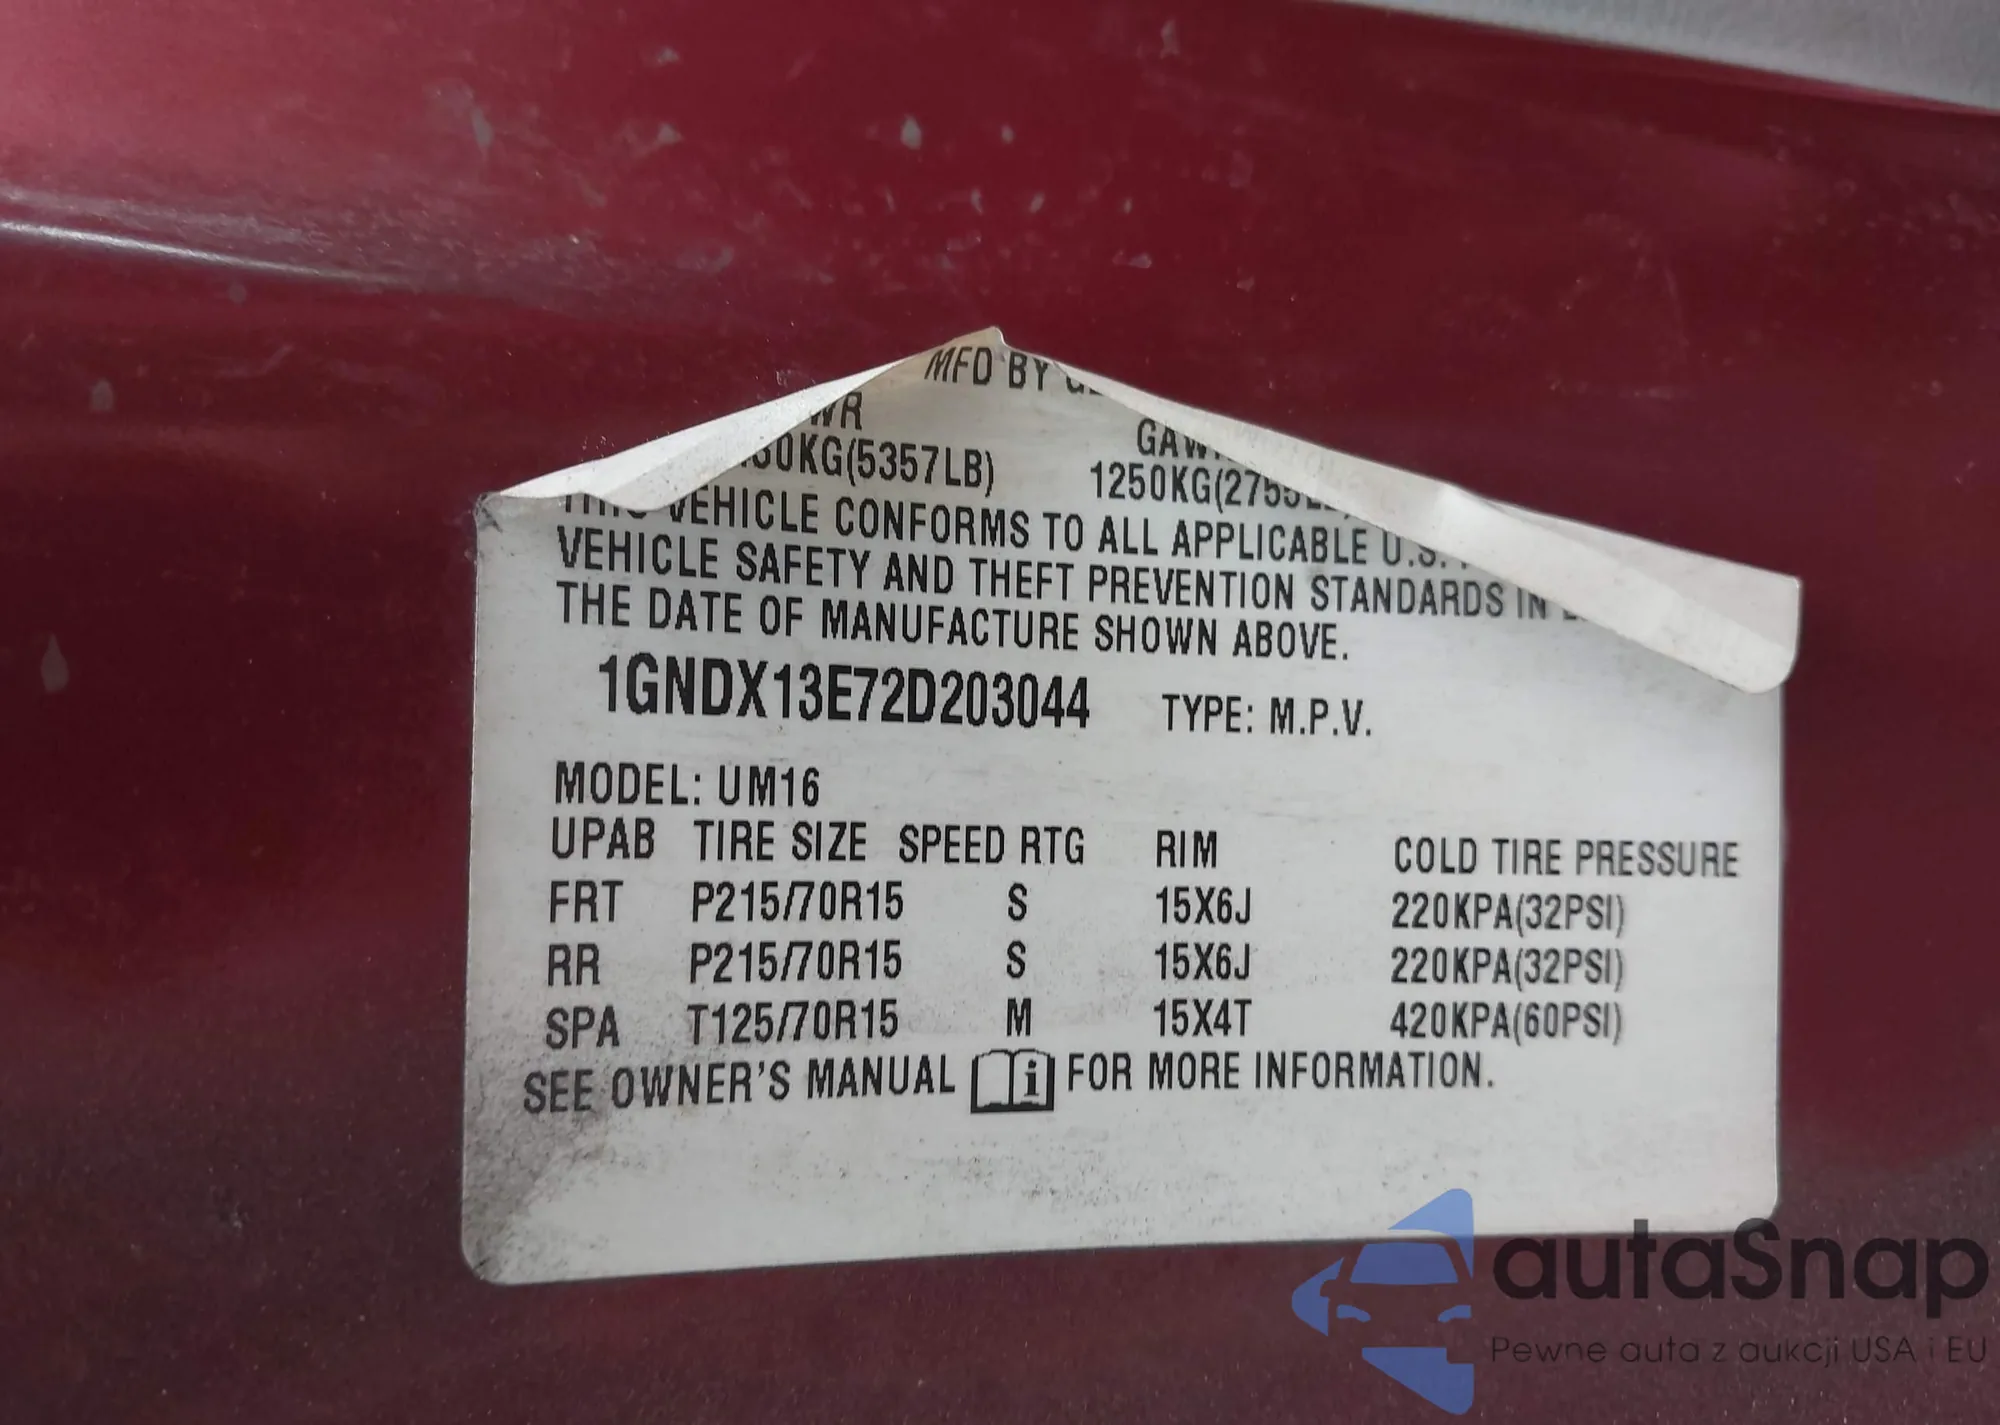 MFD BY
(5357LB)
1250KG
VEHICLE CONFORMS TO ALL APPLICABLE U.S.
VEHICLE SAFETY AND THEFT PREVENTION STANDARDS IN
THE DATE OF MANUFACTURE SHOWN ABOVE.
1GNDX13E72D203044 TYPE: M.P.V.
MODEL: UM16
UPAB TIRE SIZE SPEED RTG RIM COLD TIRE PRESSURE
FRT P215/70R15 S 15X6J 220KPA(32PSI)
RR P215/70R15 S 15X6J 220KPA(32PSI)
SPA T125/70R15 M 15X4T 420KPA(60PSI)
SEE OWNER'S MANUAL i FOR MORE INFORMATION.
autaSnap
Pewne auta z aukcji USA i EU